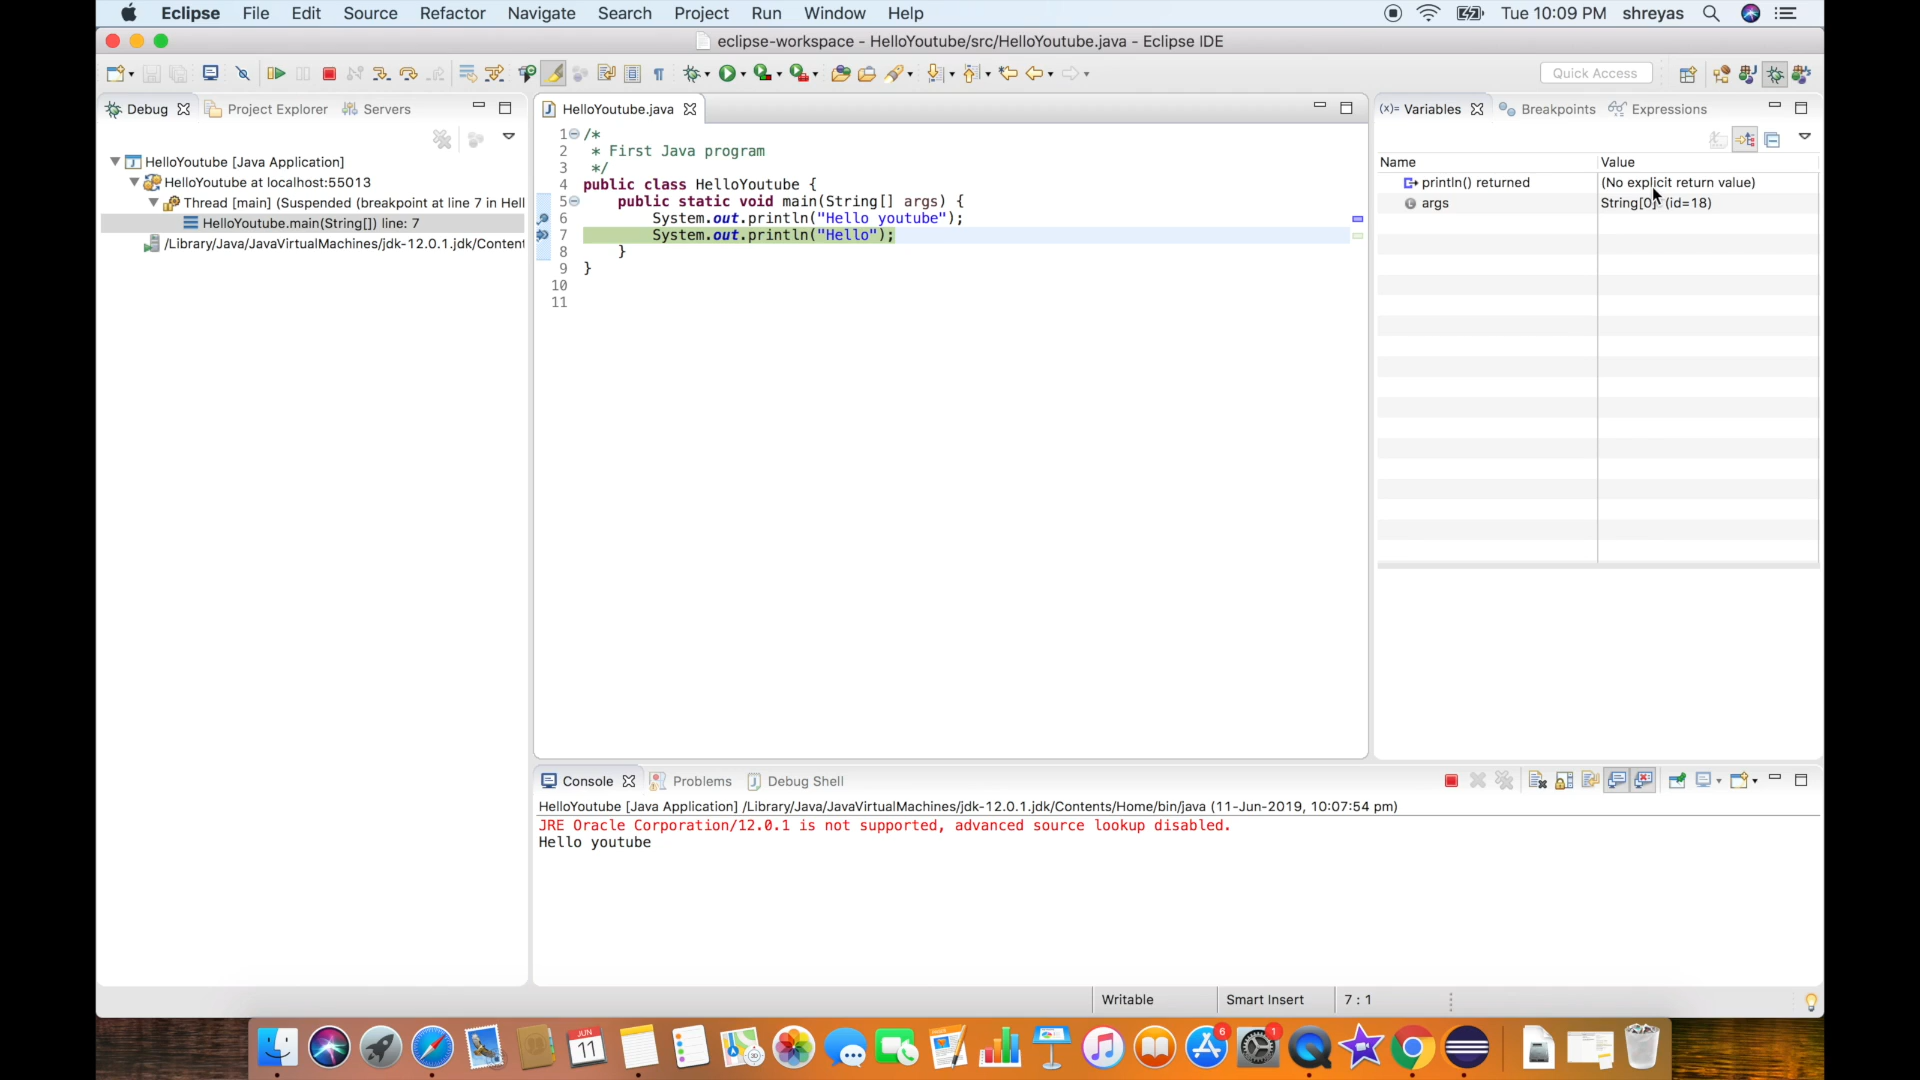 Eclipse File Edit Source Refactor Navigate Search Project Run Window Help Tue 10:09 PM shreyas
eclipse-workspace - HelloYoutube/src/HelloYoutube.java - Eclipse IDE
Quick Access
Debug Project Explorer Servers
HelloYoutube [Java Application]
HelloYoutube at localhost:55013
Thread [main] (Suspended (breakpoint at line 7 in Hell
HelloYoutube.main(String[]) line: 7
/Library/Java/JavaVirtualMachines/jdk-12.0.1.jdk/Content
HelloYoutube.java
1 /*
2 * First Java program
3 */
4 public class HelloYoutube {
5 public static void main(String[] args) {
6 System.out.println("Hello youtube");
7 System.out.println("Hello");
8 }
9 }
10
11
(x)= Variables Breakpoints Expressions
Name Value
println() returned (No explicit return value)
args String[0] (id=18)
Console Problems Debug Shell
HelloYoutube [Java Application] /Library/Java/JavaVirtualMachines/jdk-12.0.1.jdk/Contents/Home/bin/java (11-Jun-2019, 10:07:54 pm)
JRE Oracle Corporation/12.0.1 is not supported, advanced source lookup disabled.
Hello youtube
Writable Smart Insert 7 : 1
JUN
11
6
1